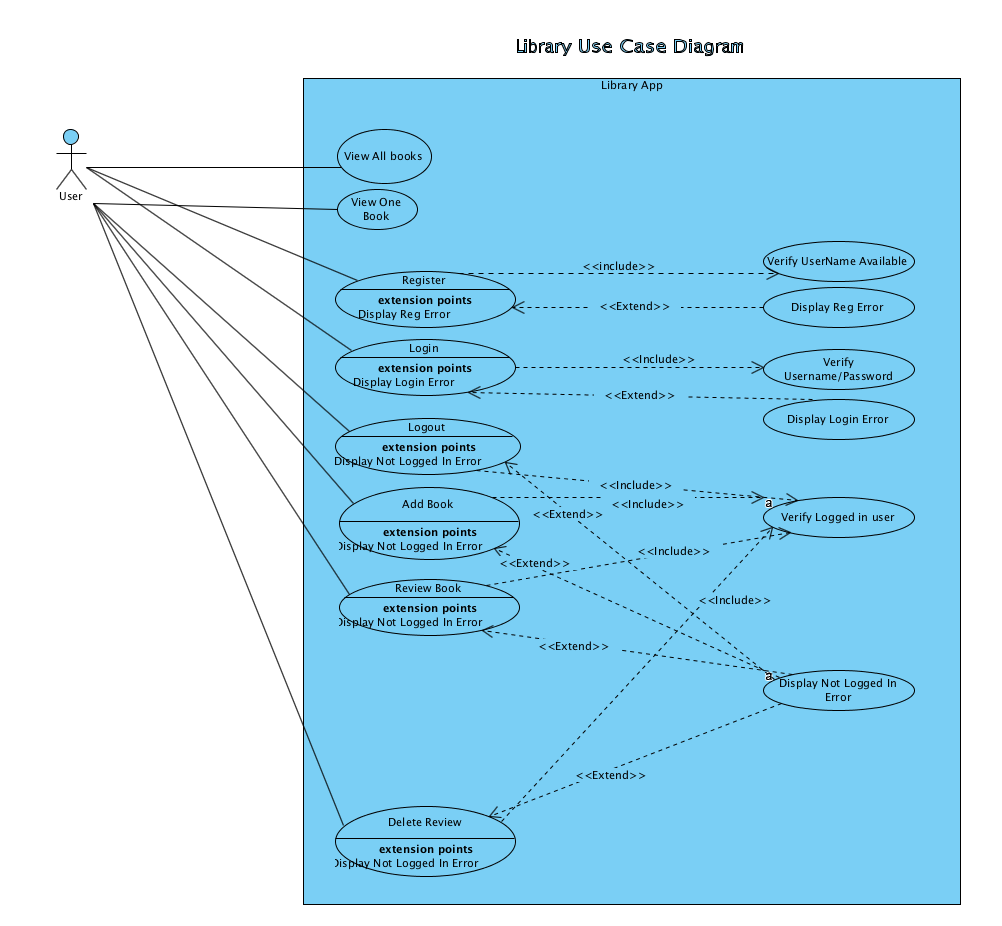 Library Use Case Diagram
Library App
User
View All books
View One
Book
Register
extension points
Display Reg Error
<<include>>
Verify UserName Available
<<Extend>>
Display Reg Error
Login
extension points
Display Login Error
<<Include>>
Verify
Username/Password
<<Extend>>
Display Login Error
Logout
extension points
Display Not Logged In Error
<<Include>>
<<Include>>
a
<<Extend>>
Verify Logged in user
Add Book
extension points
Display Not Logged In Error
<<Include>>
<<Extend>>
Review Book
extension points
Display Not Logged In Error
<<Include>>
<<Extend>>
a
Display Not Logged In
Error
<<Extend>>
Delete Review
extension points
Display Not Logged In Error